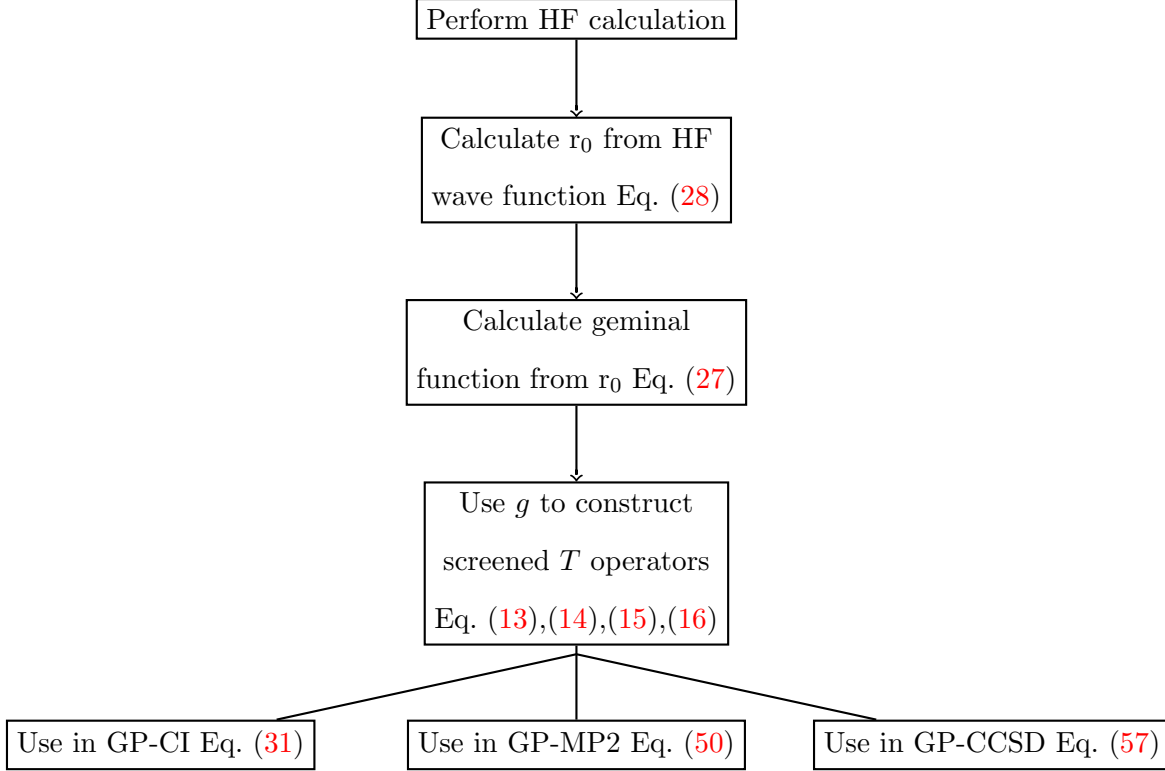 Perform HF calculation
Calculate r₀ from HF
wave function Eq. (28)
Calculate geminal
function from r₀ Eq. (27)
Use g to construct
screened T operators
Eq. (13),(14),(15),(16)
Use in GP-CI Eq. (31)
Use in GP-MP2 Eq. (50)
Use in GP-CCSD Eq. (57)